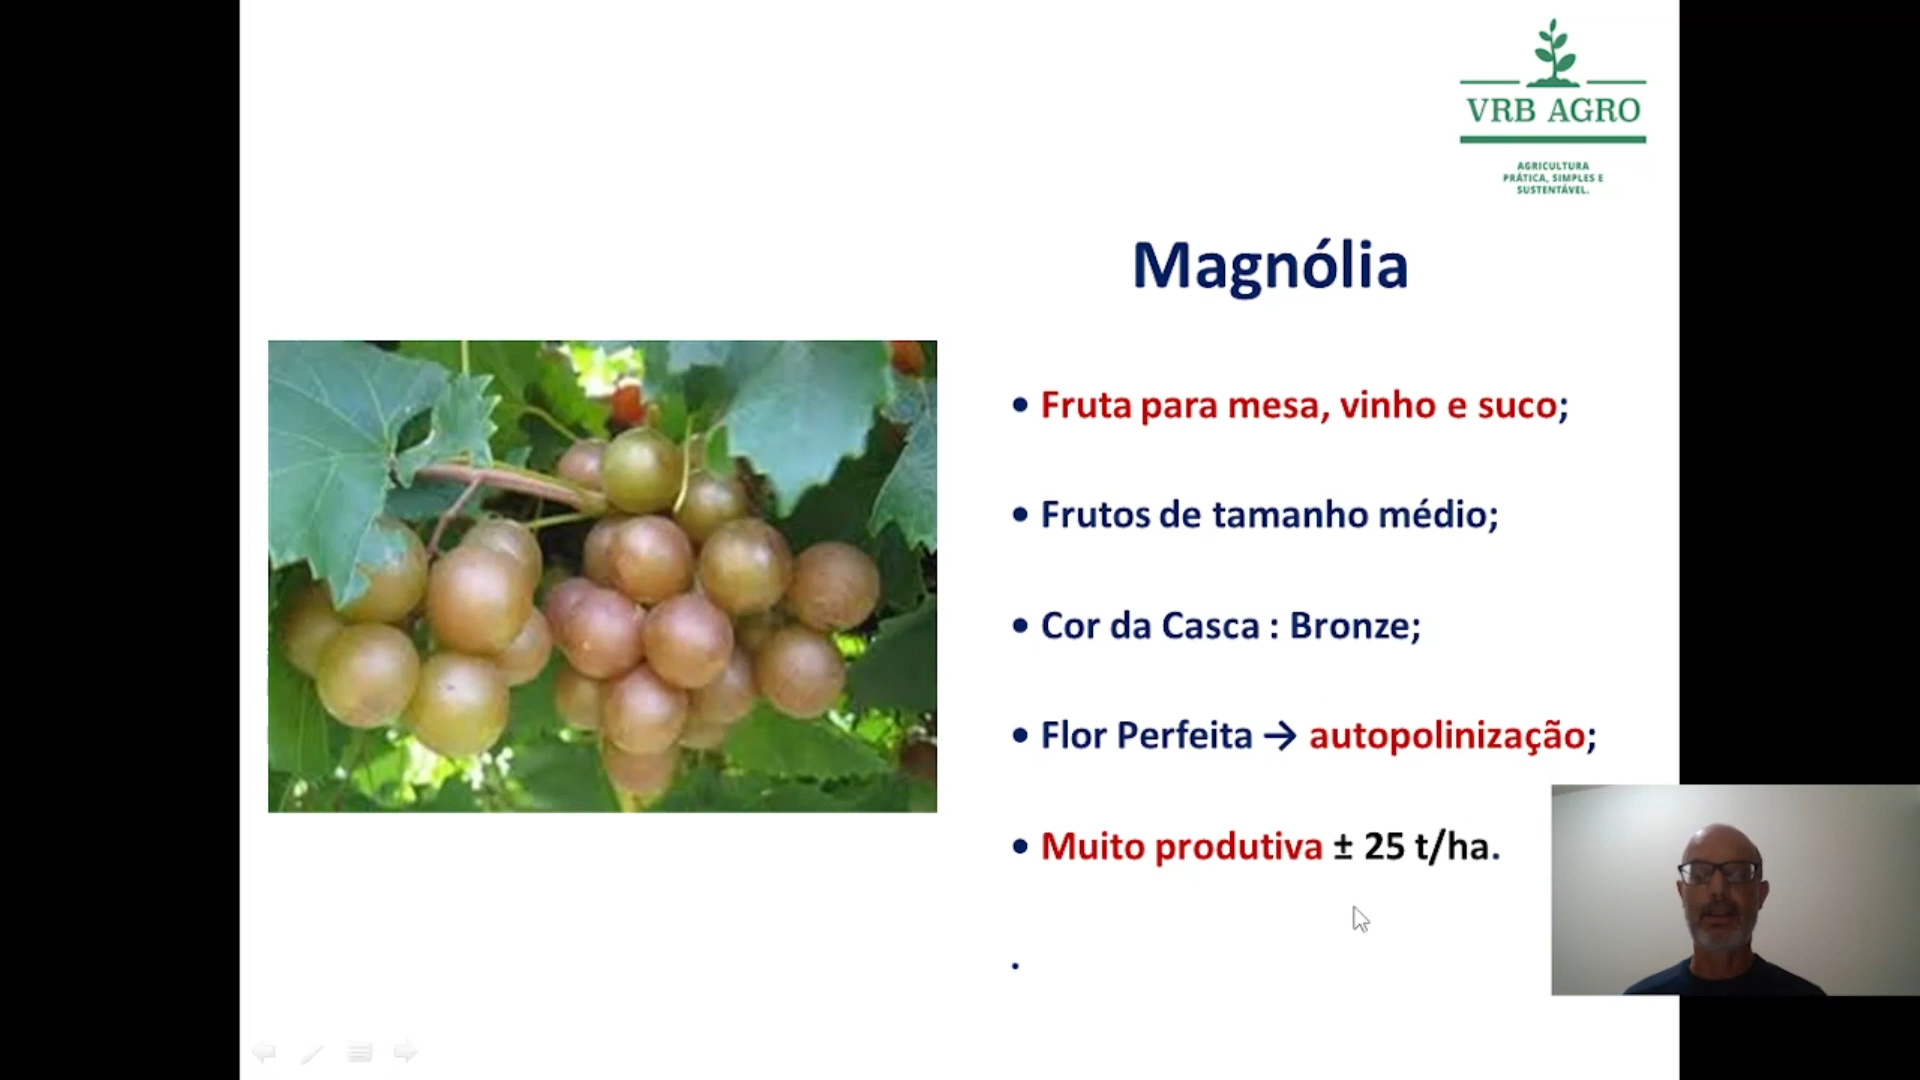 VRB AGRO
AGRICULTURA
PRÁTICA, SIMPLES E
SUSTENTÁVEL.
Magnólia
• Fruta para mesa, vinho e suco;
• Frutos de tamanho médio;
• Cor da Casca : Bronze;
• Flor Perfeita → autopolinização;
• Muito produtiva ± 25 t/ha.
.